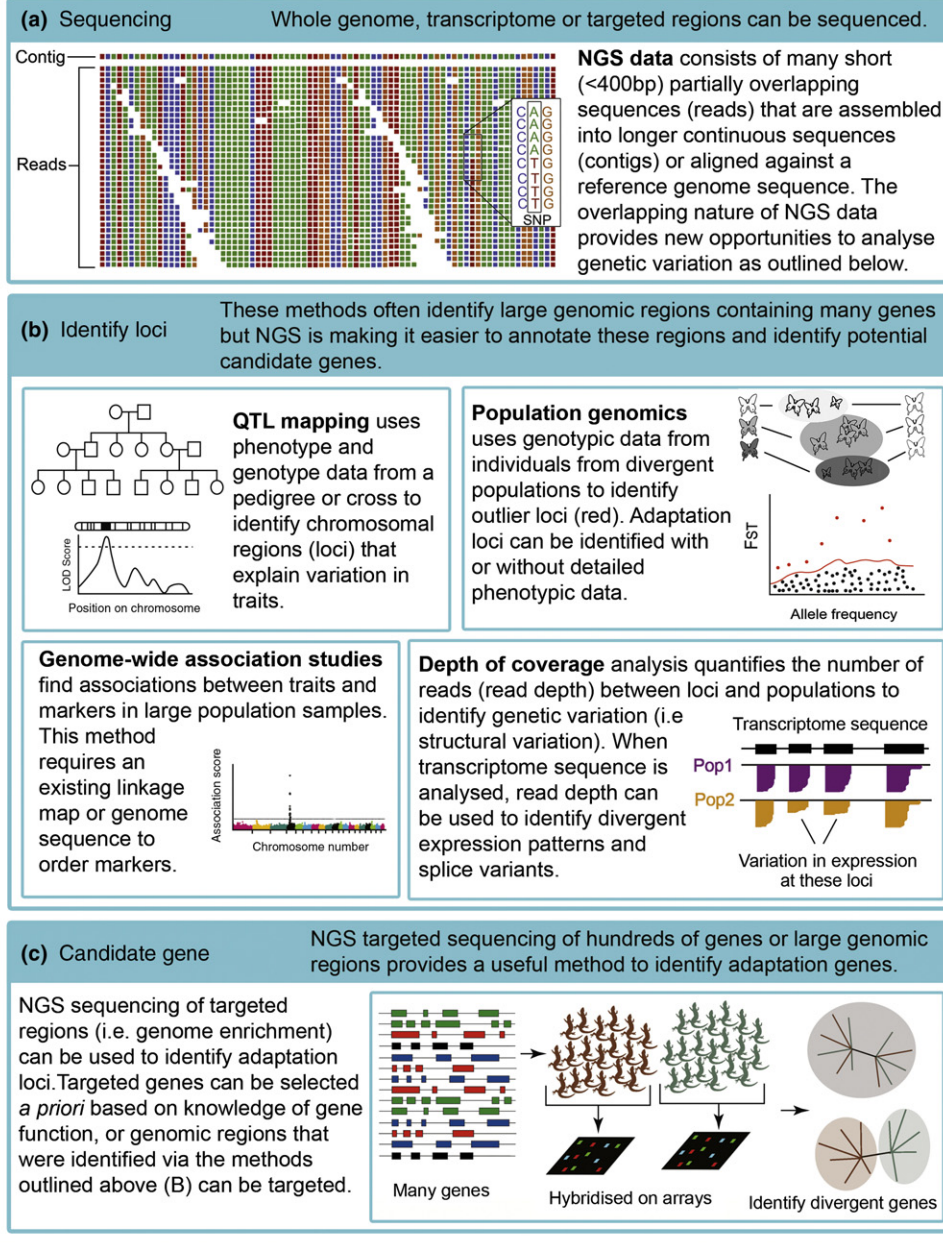 (a) Sequencing Whole genome, transcriptome or targeted regions can be sequenced.
Contig
Reads
C A G
C A G
C A G
C A G
C T G
C T G
C T G
C T G
SNP
NGS data consists of many short
(<400bp) partially overlapping
sequences (reads) that are assembled
into longer continuous sequences
(contigs) or aligned against a
reference genome sequence. The
overlapping nature of NGS data
provides new opportunities to analyse
genetic variation as outlined below.
(b) Identify loci
These methods often identify large genomic regions containing many genes
but NGS is making it easier to annotate these regions and identify potential
candidate genes.
QTL mapping uses
phenotype and
genotype data from a
pedigree or cross to
identify chromosomal
regions (loci) that
explain variation in
traits.
LOD Score
Position on chromosome
Population genomics
uses genotypic data from
individuals from divergent
populations to identify
outlier loci (red). Adaptation
loci can be identified with
or without detailed
phenotypic data.
FST
Allele frequency
Genome-wide association studies
find associations between traits and
markers in large population samples.
This method
requires an
existing linkage
map or genome
sequence to
order markers.
Association score
Chromosome number
Depth of coverage analysis quantifies the number of
reads (read depth) between loci and populations to
identify genetic variation (i.e
structural variation). When
transcriptome sequence is
analysed, read depth can
be used to identify divergent
expression patterns and
splice variants.
Transcriptome sequence
Pop1
Pop2
Variation in expression
at these loci
(c) Candidate gene
NGS targeted sequencing of hundreds of genes or large genomic
regions provides a useful method to identify adaptation genes.
NGS sequencing of targeted
regions (i.e. genome enrichment)
can be used to identify adaptation
loci.Targeted genes can be selected
a priori based on knowledge of gene
function, or genomic regions that
were identified via the methods
outlined above (B) can be targeted.
Many genes
Hybridised on arrays
Identify divergent genes